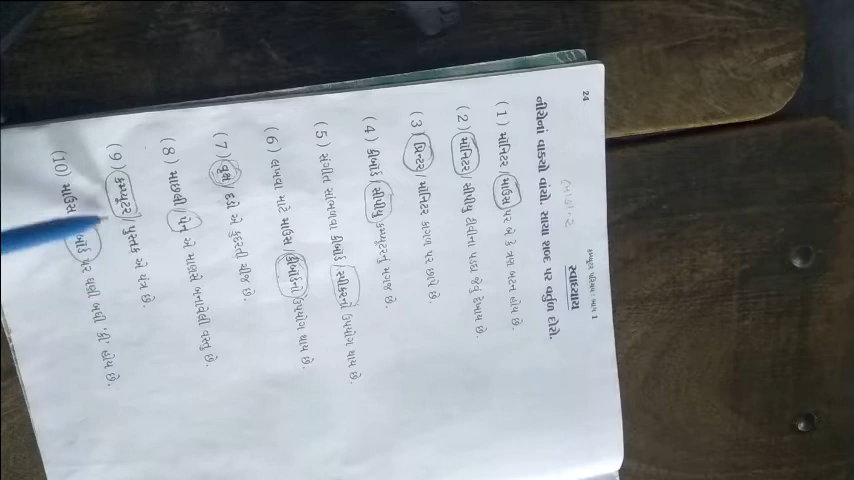 24
કમ્પ્યુટર પરિચય : ભાગ 1
સ્વાધ્યાય
નીચેનાં વાક્યો વાંચો. સાચા શબ્દ પર વર્તુળ દોરો.
(1) મોનિટર / માઉસ પર બે કે ત્રણ બટન હોય છે.
(2) મોનિટર / સીપીયુ ટીવીના પડદા જેવું દેખાય છે.
(3) પ્રિન્ટર / મોનિટર કાગળ પર છાપે છે.
(4) કીબોર્ડ / સીપીયુ કમ્પ્યૂટરનું મગજ છે.
(5) સંગીત સાંભળવા કીબોર્ડ / સ્પીકરનો ઉપયોગ થાય છે.
(6) લખવા માટે માઉસ / કીબોર્ડનો ઉપયોગ થાય છે.
(7) વૃક્ષ / દડો એ કુદરતી ચીજ છે.
(8) માછલી / પેન એ માણસે બનાવેલી વસ્તુ છે.
(9) કમ્પ્યૂટર / પુસ્તક એ યંત્ર છે.
(10) માઉસ પર ઘણી બધી 'કી' હોય છે.